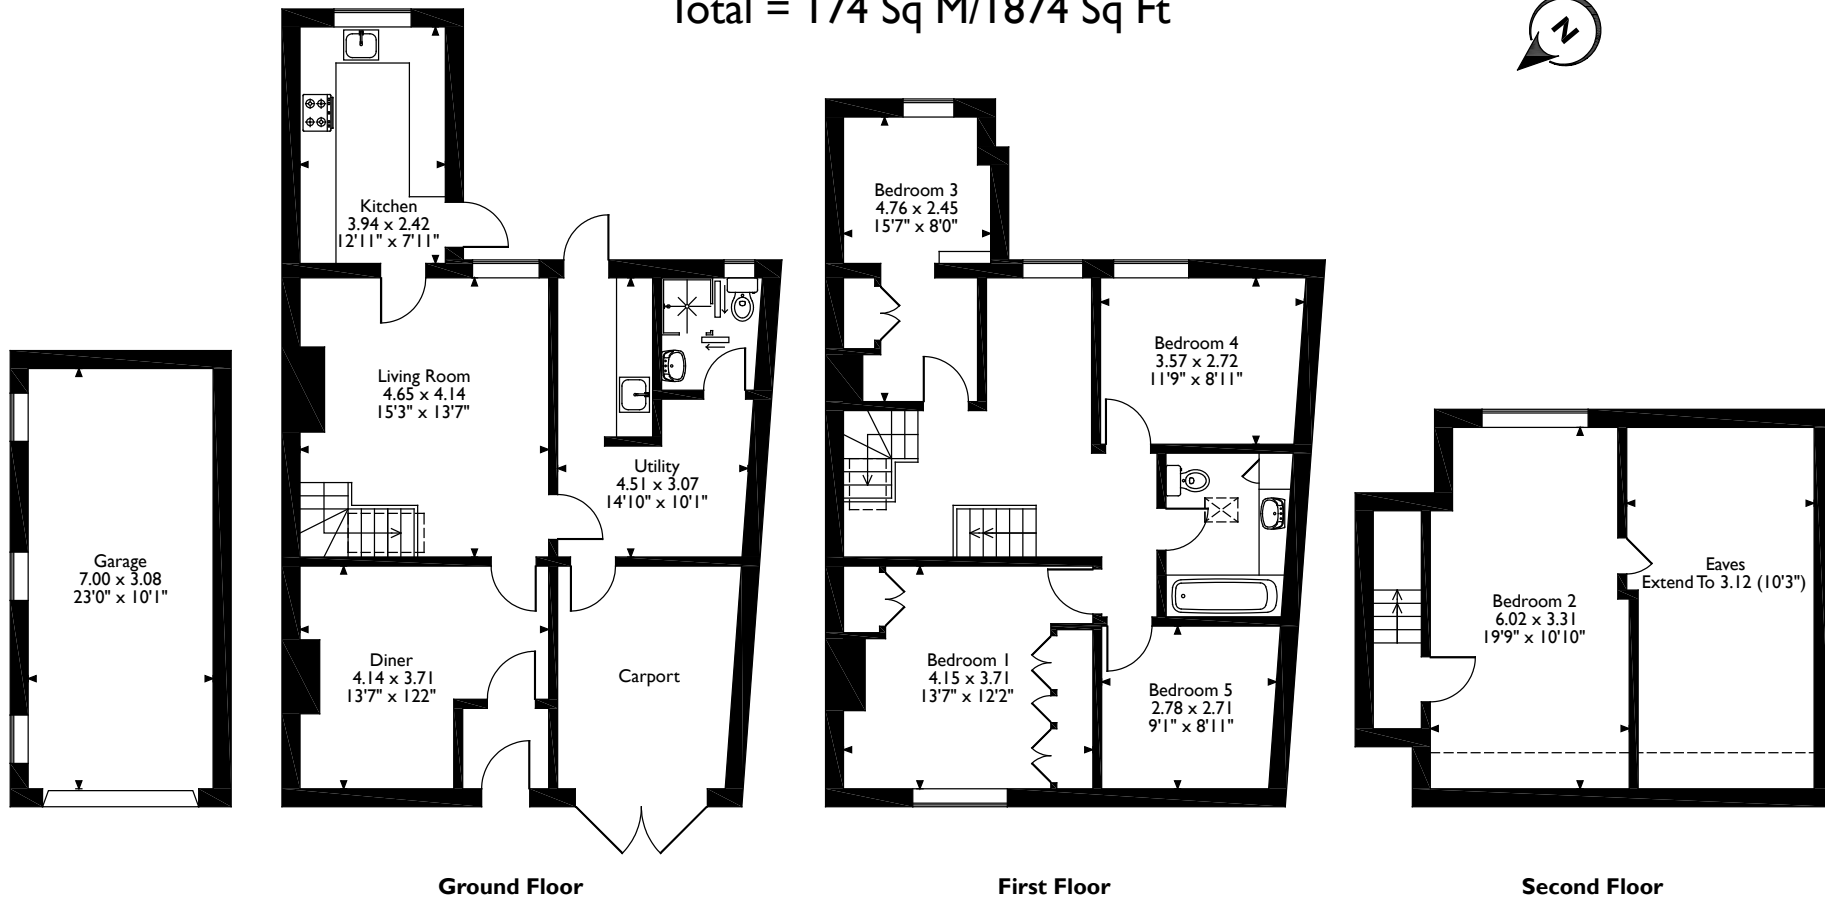 Total = 174 Sq M/1874 Sq Ft
N
Kitchen
3.94 x 2.42
12'11" x 7'11"
Living Room
4.65 x 4.14
15'3" x 13'7"
Utility
4.51 x 3.07
14'10" x 10'1"
Garage
7.00 x 3.08
23'0" x 10'1"
Diner
4.14 x 3.71
13'7" x 122"
Carport
Ground Floor
Bedroom 3
4.76 x 2.45
15'7" x 8'0"
Bedroom 4
3.57 x 2.72
11'9" x 8'11"
Bedroom 1
4.15 x 3.71
13'7" x 12'2"
Bedroom 5
2.78 x 2.71
9'1" x 8'11"
First Floor
Bedroom 2
6.02 x 3.31
19'9" x 10'10"
Eaves
Extend To 3.12 (10'3")
Second Floor